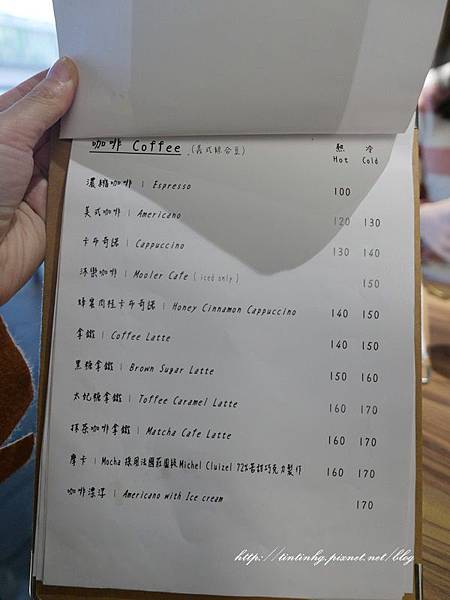 咖啡 Coffee (義式綜合豆) 熱 冷
Hot Cold
濃縮咖啡 | Espresso 100
美式咖啡 | Americano 120 130
卡布奇諾 | Cappuccino 130 140
沐樂咖啡 | Mooler Cafe (iced only) 150
蜂蜜肉桂卡布奇諾 | Honey Cinnamon Cappuccino 140 150
拿鐵 | Coffee Latte 140 150
黑糖拿鐵 | Brown Sugar Latte 150 160
太妃糖拿鐵 | Toffee Caramel Latte 160 170
抹茶咖啡拿鐵 | Matcha Cafe Latte 160 170
摩卡 | Mocha 採用法國莊園級Michel Cluizel 72%苦甜巧克力製作 160 170
咖啡漂浮 | Americano with Ice cream 170
http://tintinhg.pixnet.net/blog